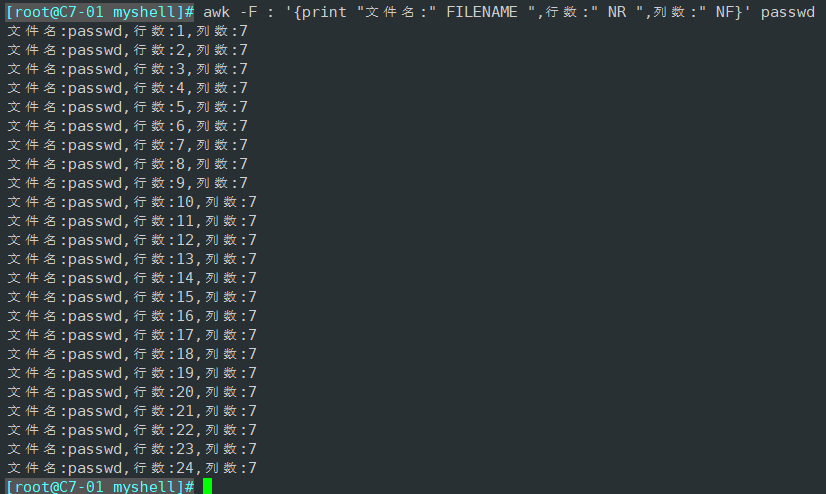 [root@C7-01 myshell]# awk -F : '{print "文件名:" FILENAME ",行数:" NR ",列数:" NF}' passwd
文件名:passwd,行数:1,列数:7
文件名:passwd,行数:2,列数:7
文件名:passwd,行数:3,列数:7
文件名:passwd,行数:4,列数:7
文件名:passwd,行数:5,列数:7
文件名:passwd,行数:6,列数:7
文件名:passwd,行数:7,列数:7
文件名:passwd,行数:8,列数:7
文件名:passwd,行数:9,列数:7
文件名:passwd,行数:10,列数:7
文件名:passwd,行数:11,列数:7
文件名:passwd,行数:12,列数:7
文件名:passwd,行数:13,列数:7
文件名:passwd,行数:14,列数:7
文件名:passwd,行数:15,列数:7
文件名:passwd,行数:16,列数:7
文件名:passwd,行数:17,列数:7
文件名:passwd,行数:18,列数:7
文件名:passwd,行数:19,列数:7
文件名:passwd,行数:20,列数:7
文件名:passwd,行数:21,列数:7
文件名:passwd,行数:22,列数:7
文件名:passwd,行数:23,列数:7
文件名:passwd,行数:24,列数:7
[root@C7-01 myshell]#